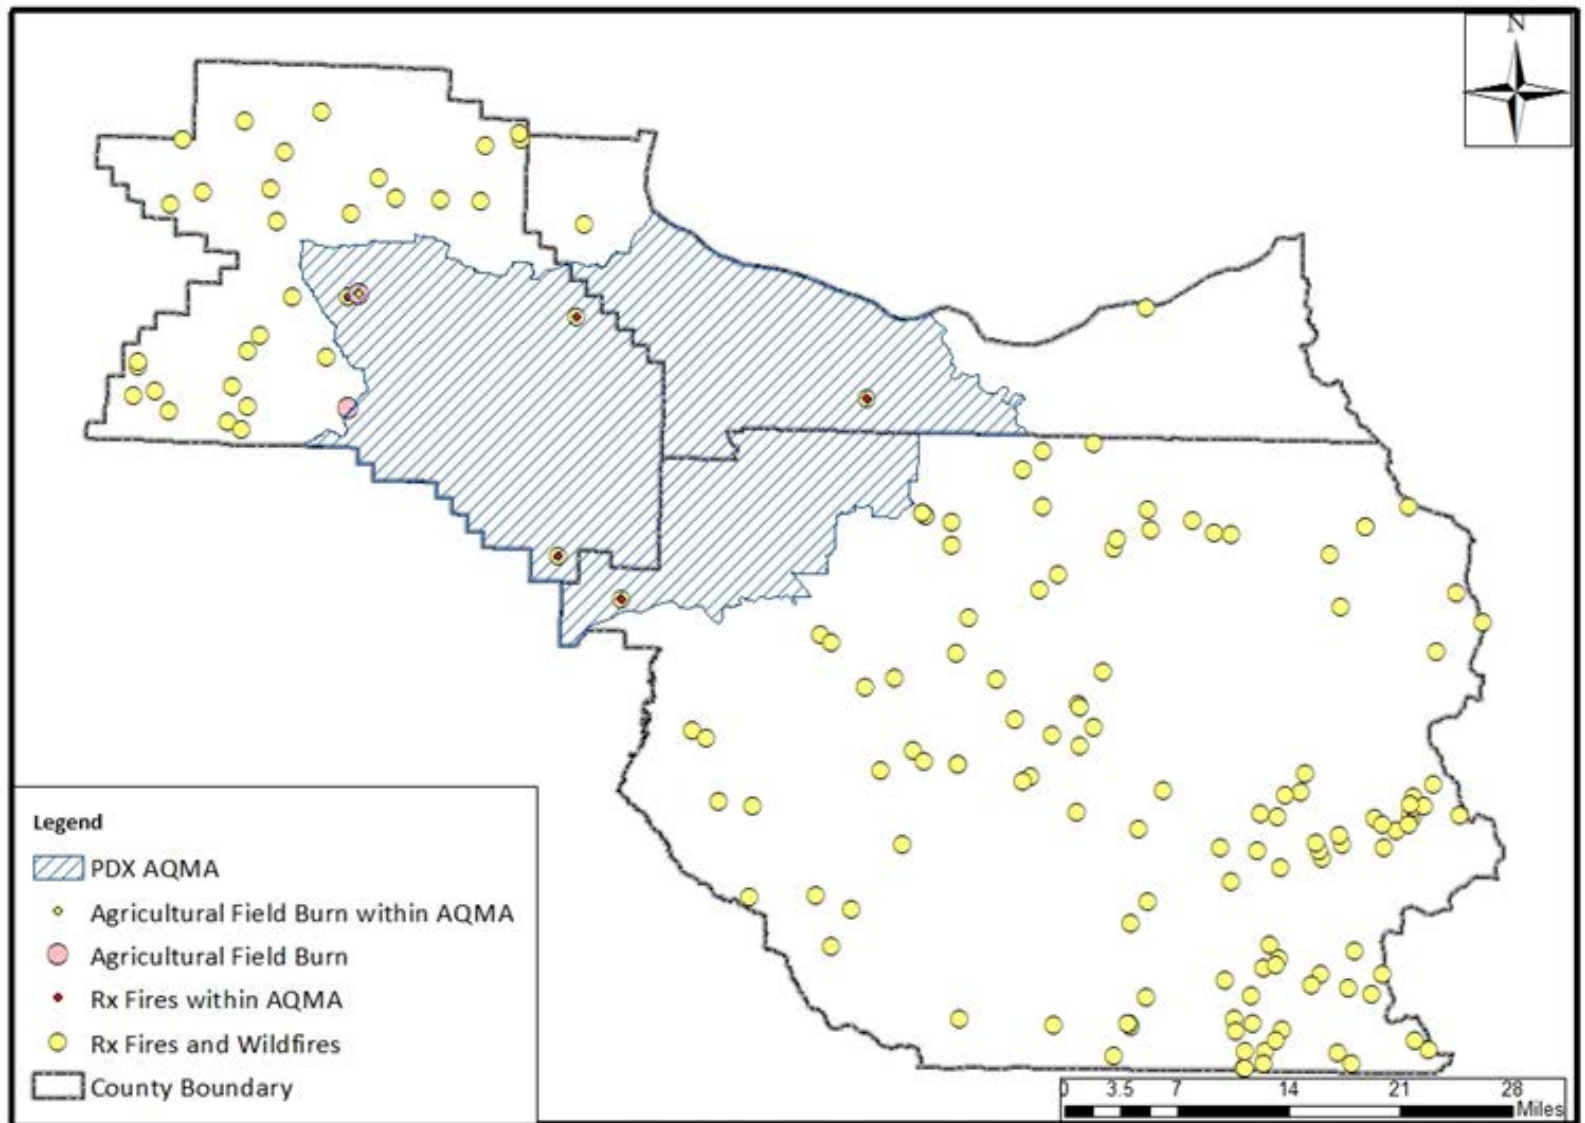 N
Legend
PDX AQMA
Agricultural Field Burn within AQMA
Agricultural Field Burn
Rx Fires within AQMA
Rx Fires and Wildfires
County Boundary
0 3.5 7 14 21 28
Miles